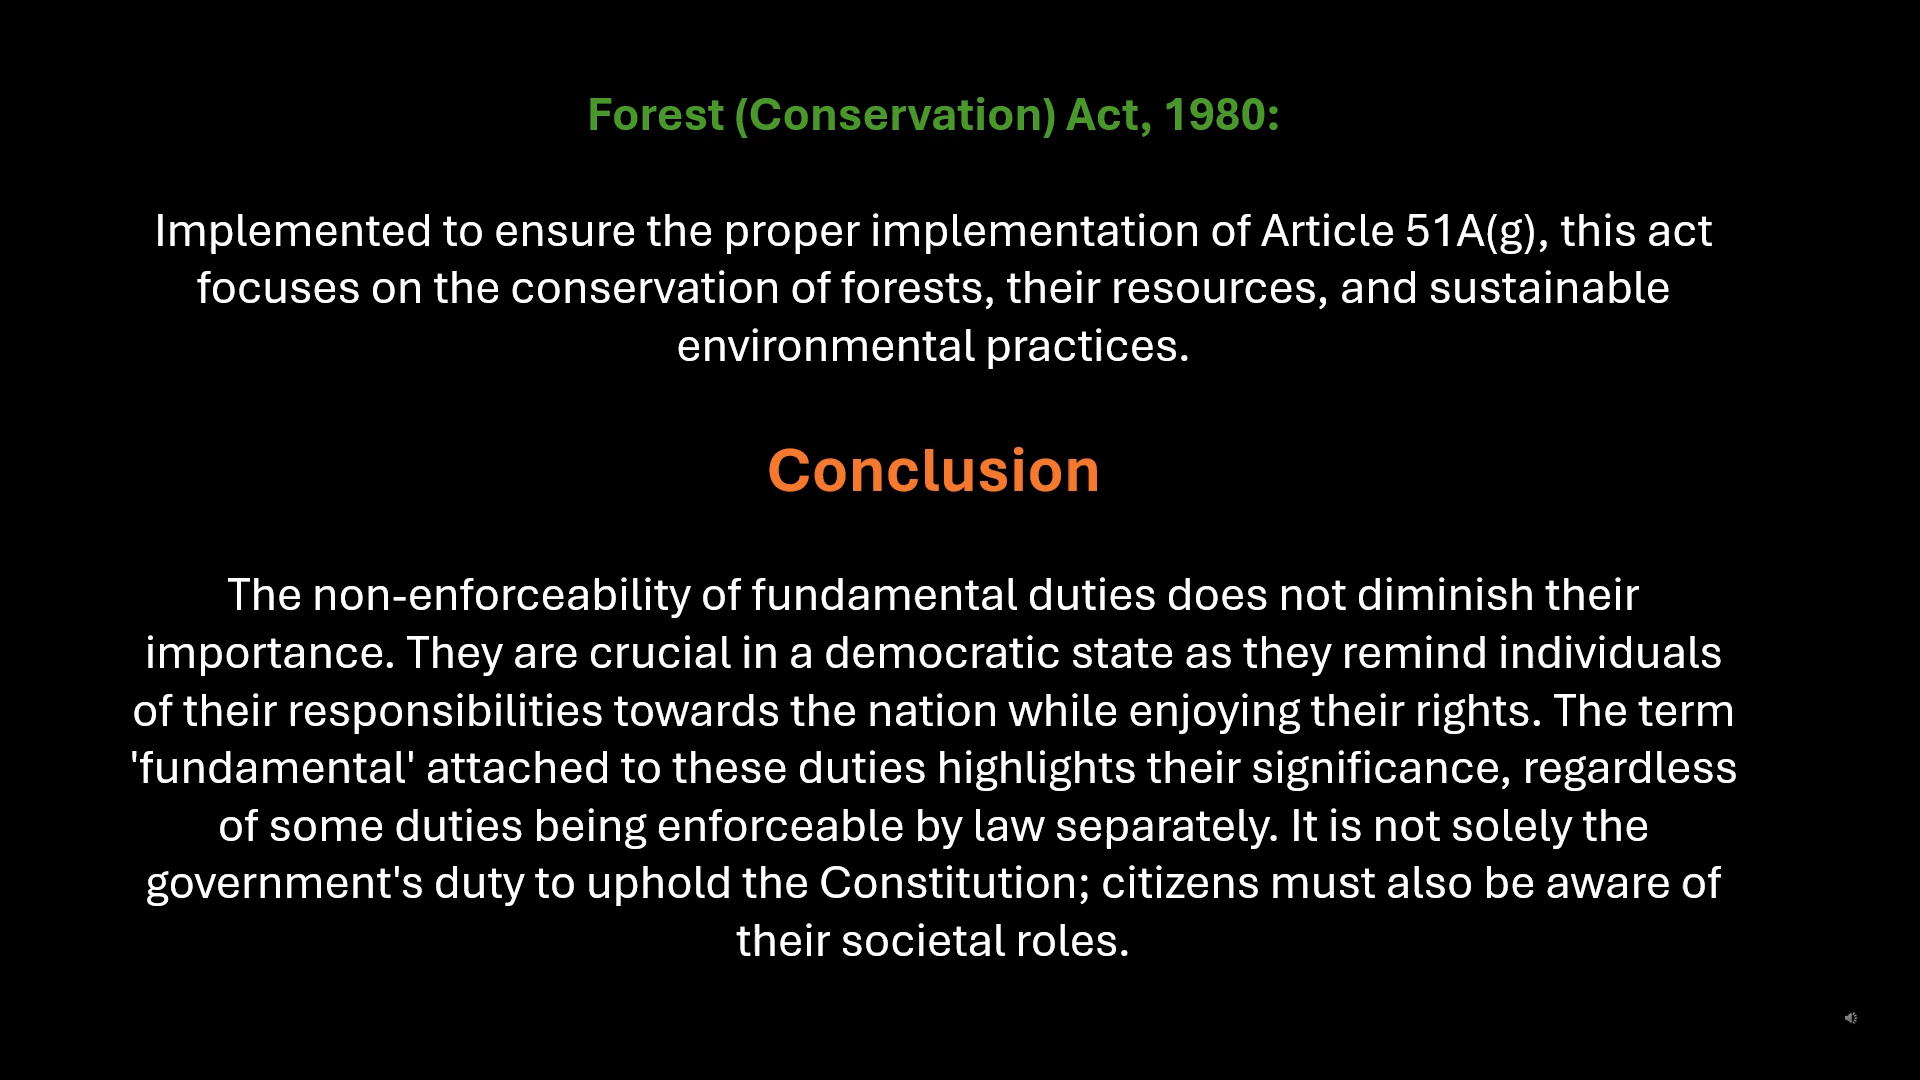 Forest (Conservation) Act, 1980:
Implemented to ensure the proper implementation of Article 51A(g), this act
focuses on the conservation of forests, their resources, and sustainable
environmental practices.
Conclusion
The non-enforceability of fundamental duties does not diminish their
importance. They are crucial in a democratic state as they remind individuals
of their responsibilities towards the nation while enjoying their rights. The term
'fundamental' attached to these duties highlights their significance, regardless
of some duties being enforceable by law separately. It is not solely the
government's duty to uphold the Constitution; citizens must also be aware of
their societal roles.